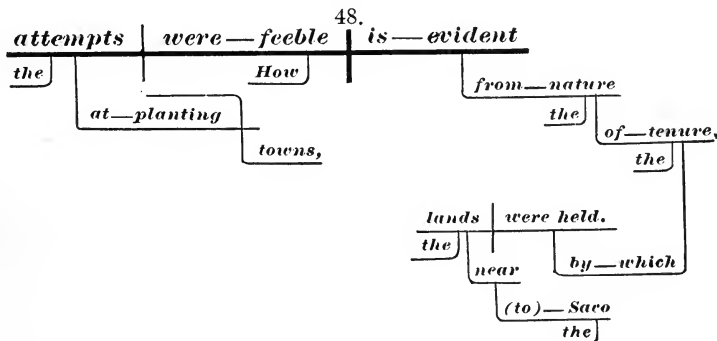 48.
attempts were—feeble is—evident
the How
from—nature
at—planting the
of—tenure,
towns, the
lands were held.
the
near by—which
(to)—Saco
the